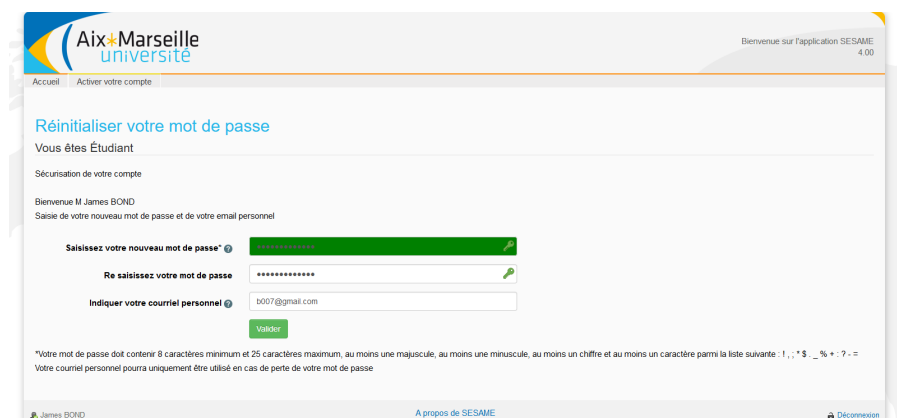 Aix*Marseille
université
Bienvenue sur l'application SESAME
4.00
Accueil Activer votre compte
Réinitialiser votre mot de passe
Vous êtes Étudiant
Sécurisation de votre compte
Bienvenue M James BOND
Saisie de votre nouveau mot de passe et de votre email personnel
Saisissez votre nouveau mot de passe* ?
Re saisissez votre mot de passe
Indiquer votre courriel personnel ? b007@gmail.com
Valider
*Votre mot de passe doit contenir 8 caractères minimum et 25 caractères maximum, au moins une majuscule, au moins une minuscule, au moins un chiffre et au moins un caractère parmi la liste suivante : ! , ; * $ . _ % + : ? - =
Votre courriel personnel pourra uniquement être utilisé en cas de perte de votre mot de passe
James BOND A propos de SESAME Déconnexion